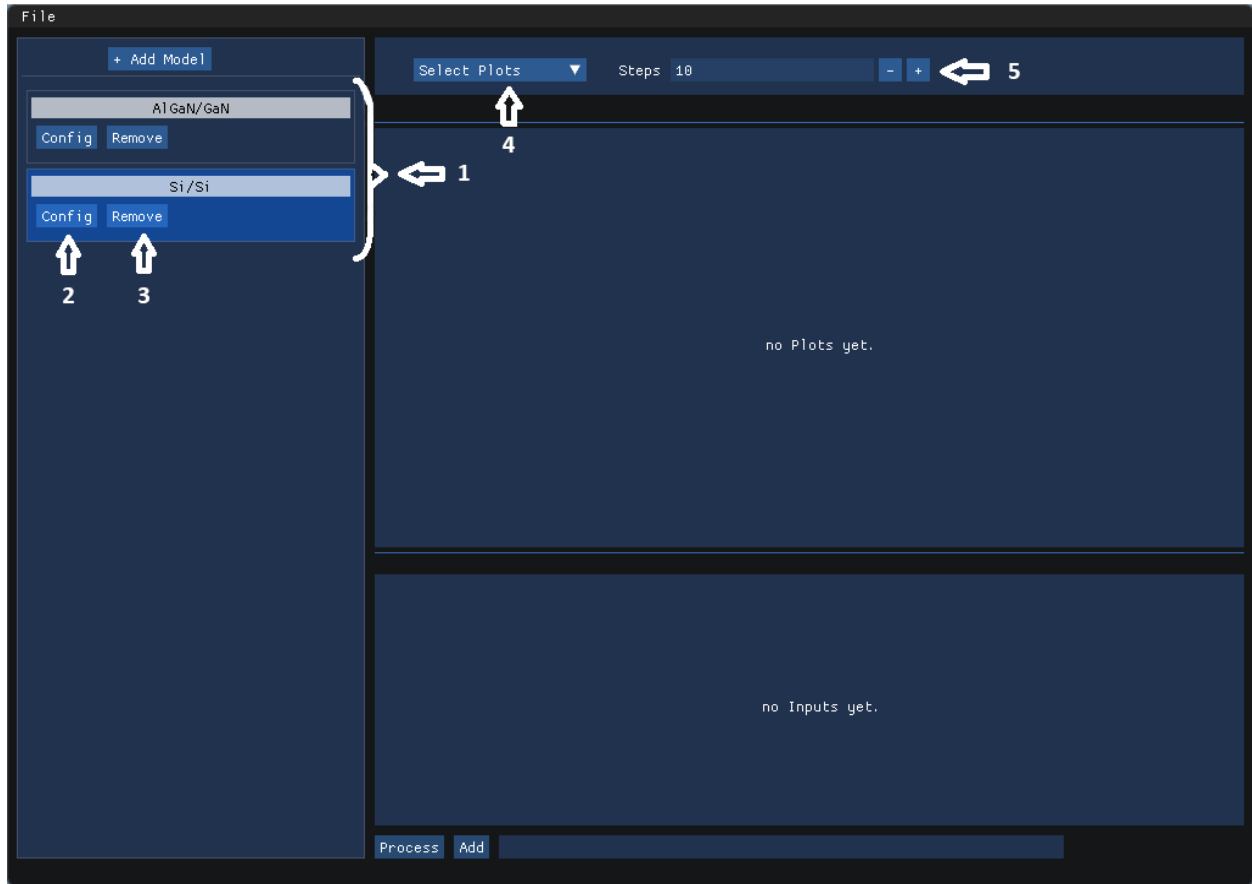 File
+ Add Model
AlGaN/GaN
Config Remove
Si/Si
Config Remove
2 3
1
Select Plots ▼ Steps 10 - + 5
4
no Plots yet.
no Inputs yet.
Process Add